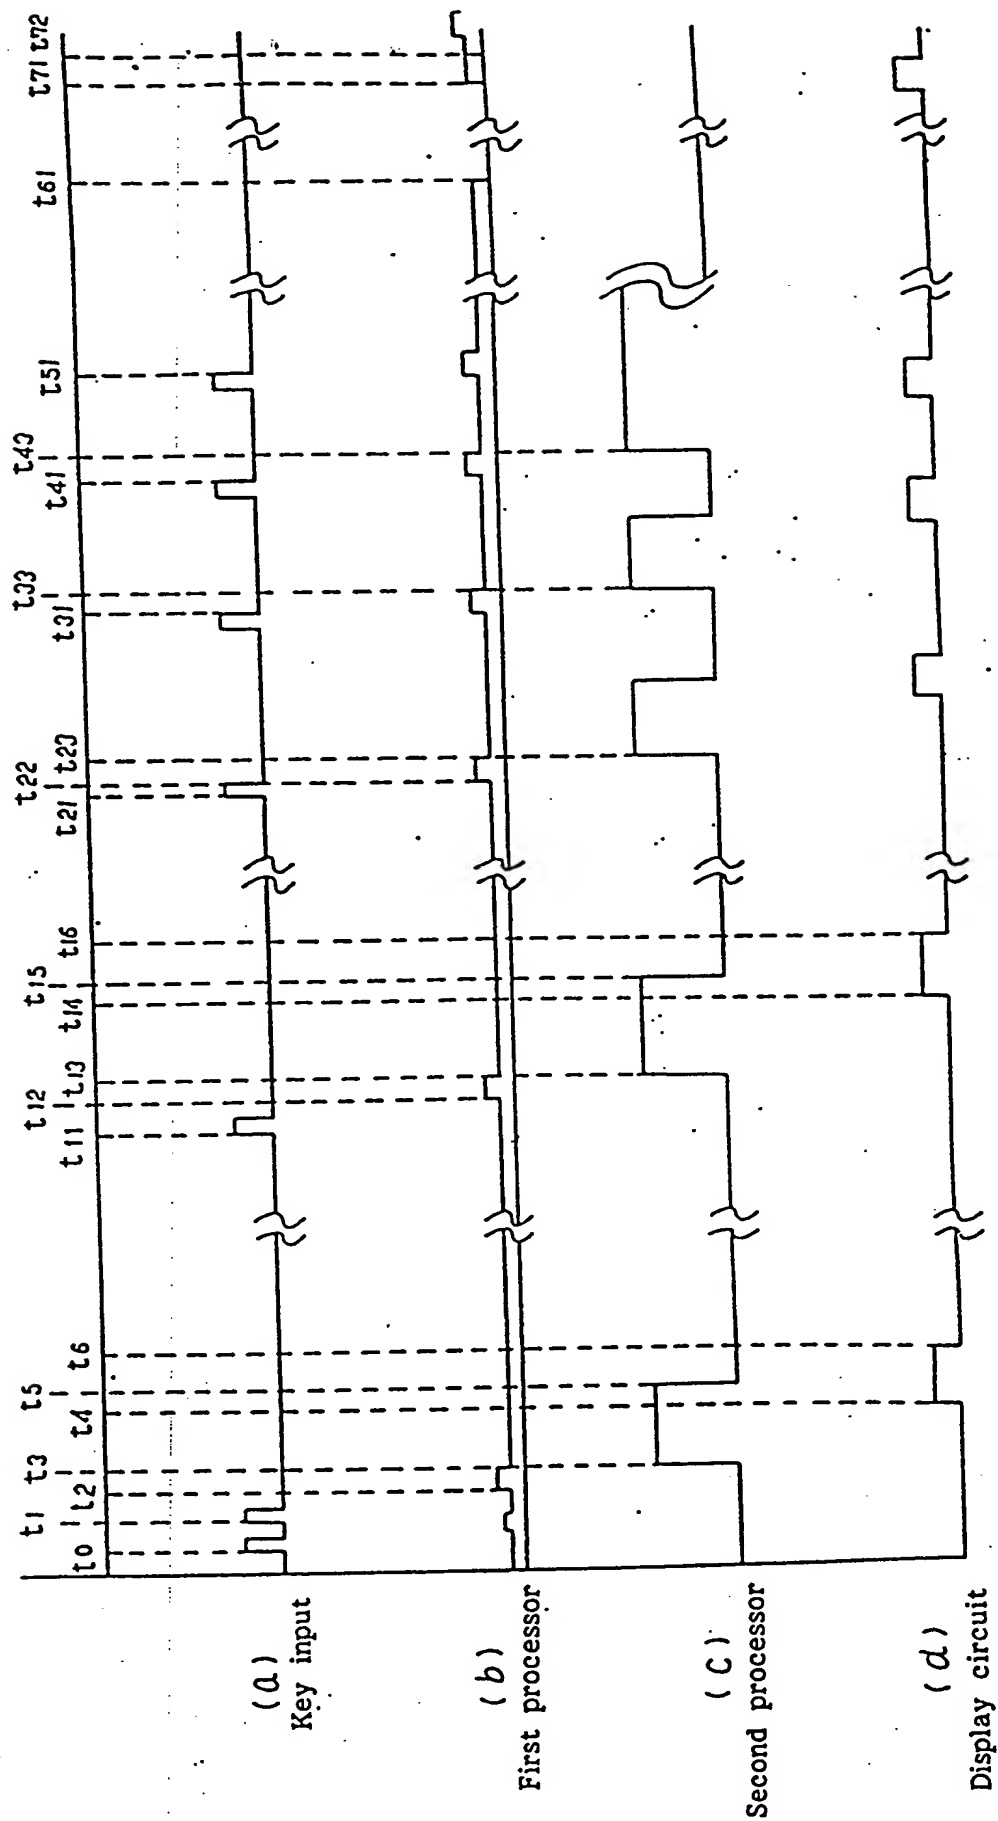 t0 t1 t2 t3 t4 t5 t6 t11 t12 t13 t14 t15 t16 t21 t22 t23 t31 t33 t41 t43 t51 t61 t71 t72
(a)
Key input
(b)
First processor
(c)
Second processor
(d)
Display circuit